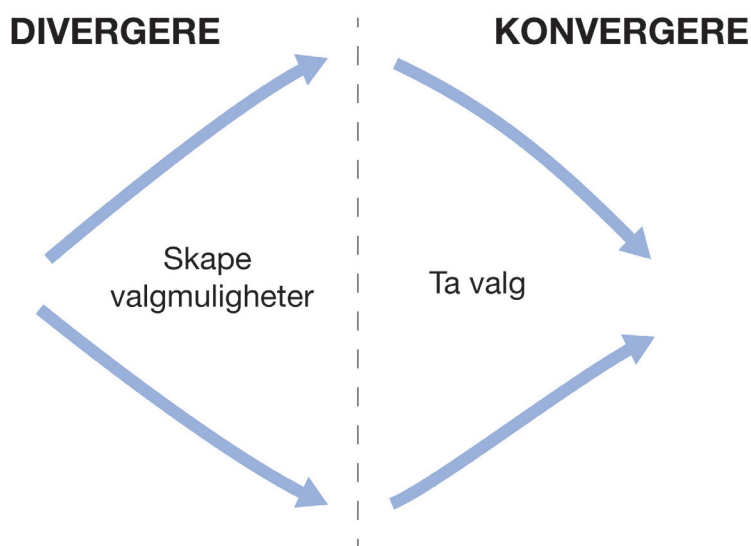 DIVERGERE
KONVERGERE
Skape
valgmuligheter
Ta valg